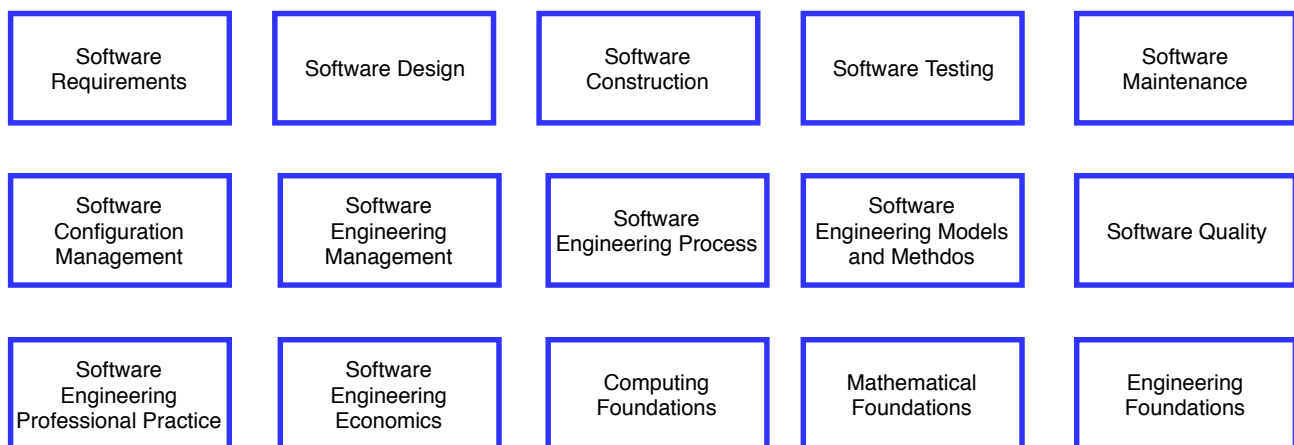 Software
Requirements
Software Design
Software
Construction
Software Testing
Software
Maintenance
Software
Configuration
Management
Software
Engineering
Management
Software
Engineering Process
Software
Engineering Models
and Methdos
Software Quality
Software
Engineering
Professional Practice
Software
Engineering
Economics
Computing
Foundations
Mathematical
Foundations
Engineering
Foundations